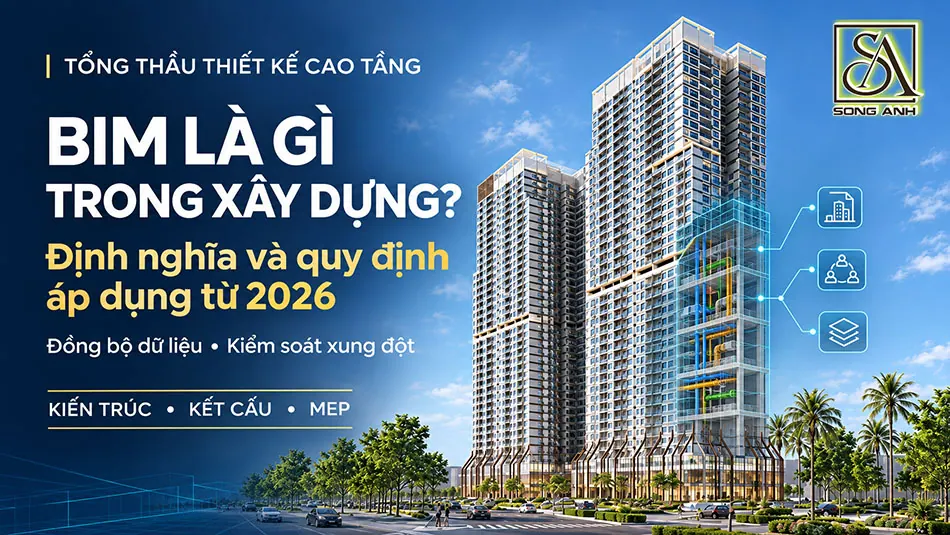 TỔNG THẦU THIẾT KẾ CAO TẦNG
BIM LÀ GÌ
TRONG XÂY DỰNG?
Định nghĩa và quy định
áp dụng từ 2026
Đồng bộ dữ liệu • Kiểm soát xung đột
KIẾN TRÚC • KẾT CẤU • MEP
SA
SONG ANH